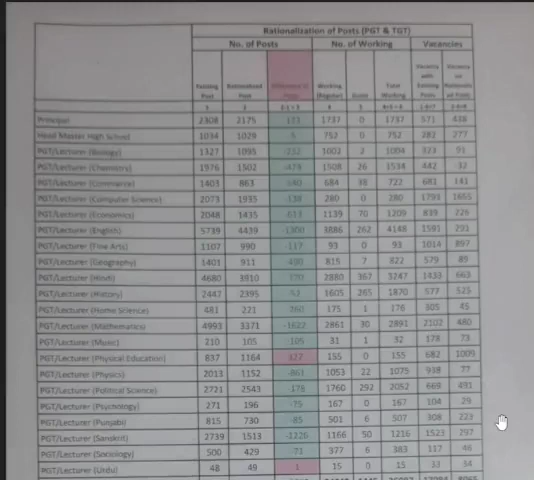 Rationalization of Posts (PGT & TGT)
No. of Posts No. of Working Vacancies
Existing Post Rationalized Post Difference in Posts Working (Regular) Guest Total Working Vacancy with Existing Posts Vacancy on Rationalized Posts
1 2 2-1=3 4 5 4+5=6 1-6=7 2-6=8
Principal 2308 2175 -133 1737 0 1737 571 438
Head Master High School 1034 1029 -5 752 0 752 282 277
PGT/Lecturer (Biology) 1327 1095 -232 1002 2 1004 323 91
PGT/Lecturer (Chemistry) 1976 1502 -474 1508 26 1534 442 -32
PGT/Lecturer (Commerce) 1403 863 -540 684 38 722 681 141
PGT/Lecturer (Computer Science) 2073 1935 -138 280 0 280 1793 1655
PGT/Lecturer (Economics) 2048 1435 -613 1139 70 1209 839 226
PGT/Lecturer (English) 5739 4439 -1300 3886 262 4148 1591 291
PGT/Lecturer (Fine Arts) 1107 990 -117 93 0 93 1014 897
PGT/Lecturer (Geography) 1401 911 -490 815 7 822 579 89
PGT/Lecturer (Hindi) 4680 3910 -770 2880 367 3247 1433 663
PGT/Lecturer (History) 2447 2395 -52 1605 265 1870 577 525
PGT/Lecturer (Home Science) 481 221 -260 175 1 176 305 45
PGT/Lecturer (Mathematics) 4993 3371 -1622 2861 30 2891 2102 480
PGT/Lecturer (Music) 210 105 -105 31 1 32 178 73
PGT/Lecturer (Physical Education) 837 1164 327 155 0 155 682 1009
PGT/Lecturer (Physics) 2013 1152 -861 1053 22 1075 938 77
PGT/Lecturer (Political Science) 2721 2543 -178 1760 292 2052 669 491
PGT/Lecturer (Psychology) 271 196 -75 167 0 167 104 29
PGT/Lecturer (Punjabi) 815 730 -85 501 6 507 308 223
PGT/Lecturer (Sanskrit) 2739 1513 -1226 1166 50 1216 1523 297
PGT/Lecturer (Sociology) 500 429 -71 377 6 383 117 46
PGT/Lecturer (Urdu) 48 49 1 15 0 15 33 34